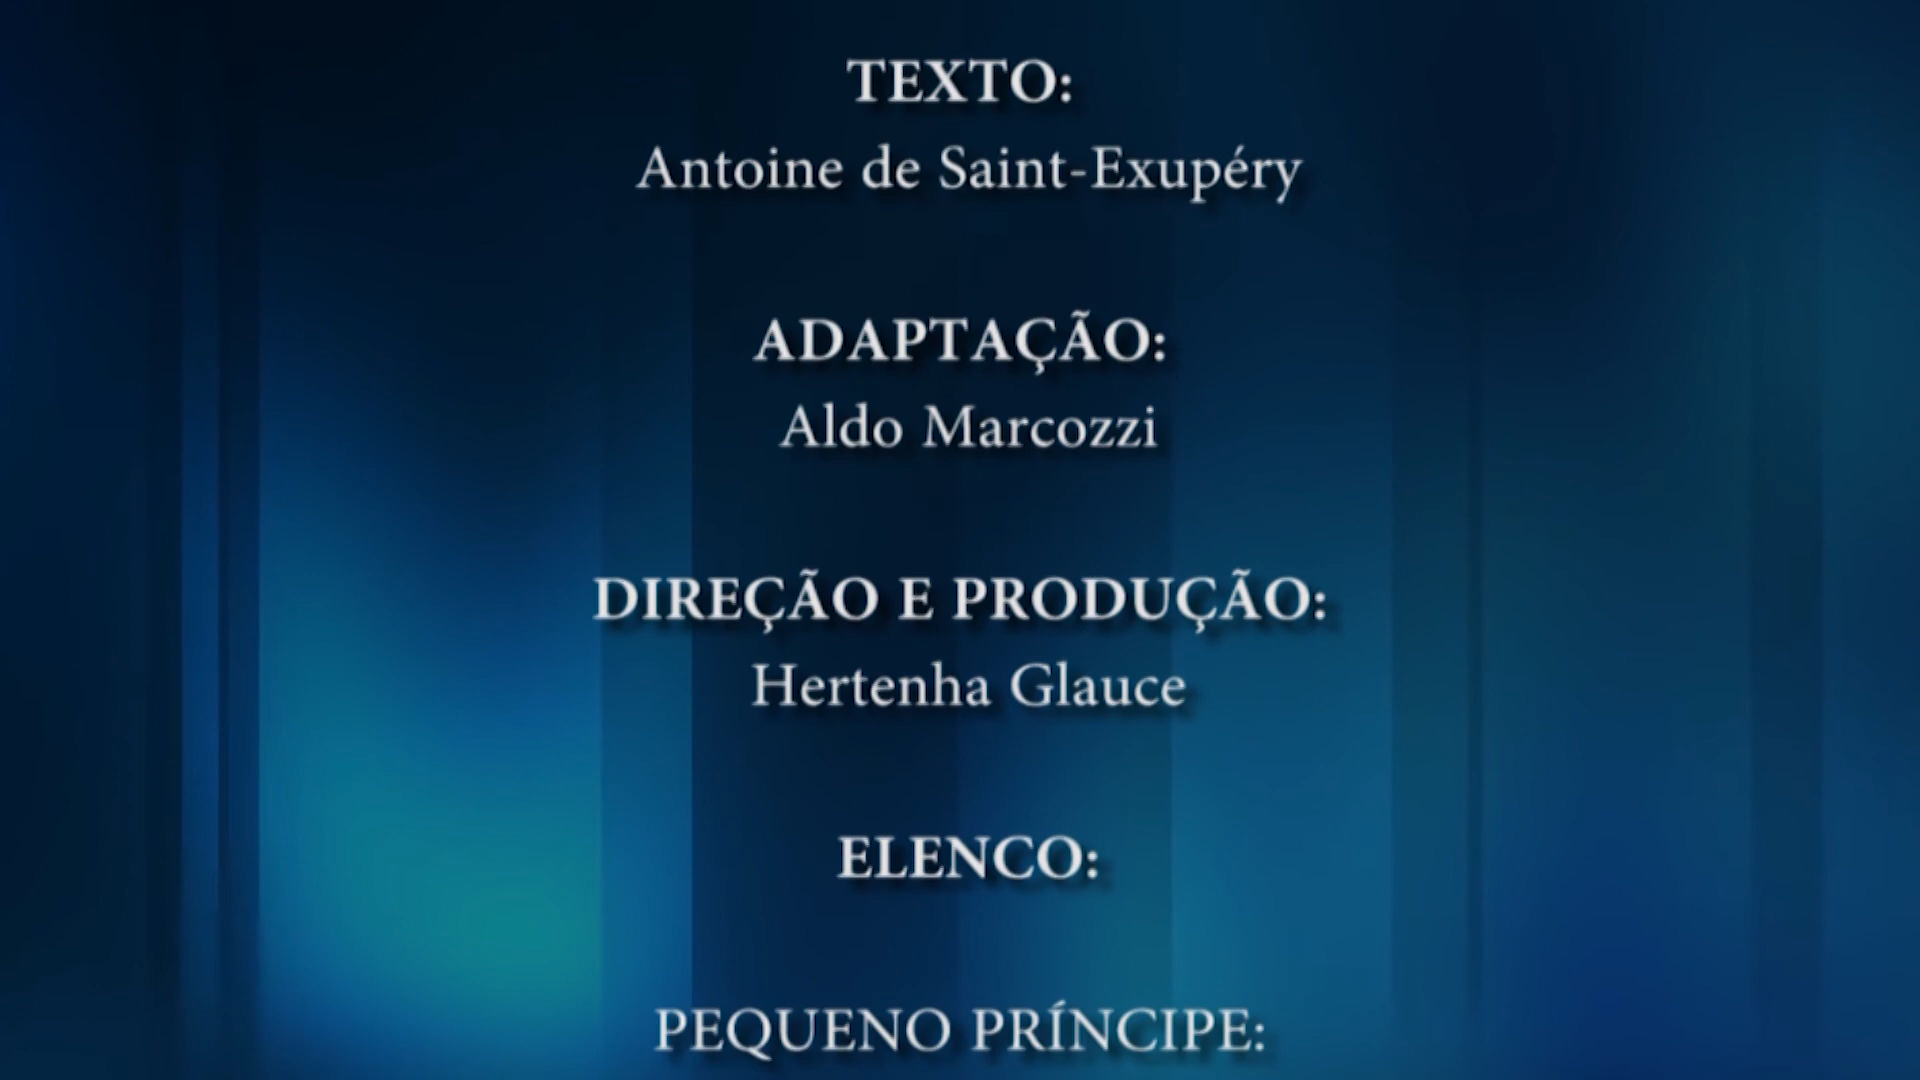 TEXTO:
Antoine de Saint-Exupéry
ADAPTAÇÃO:
Aldo Marcozzi
DIREÇÃO E PRODUÇÃO:
Hertenha Glauce
ELENCO:
PEQUENO PRÍNCIPE: